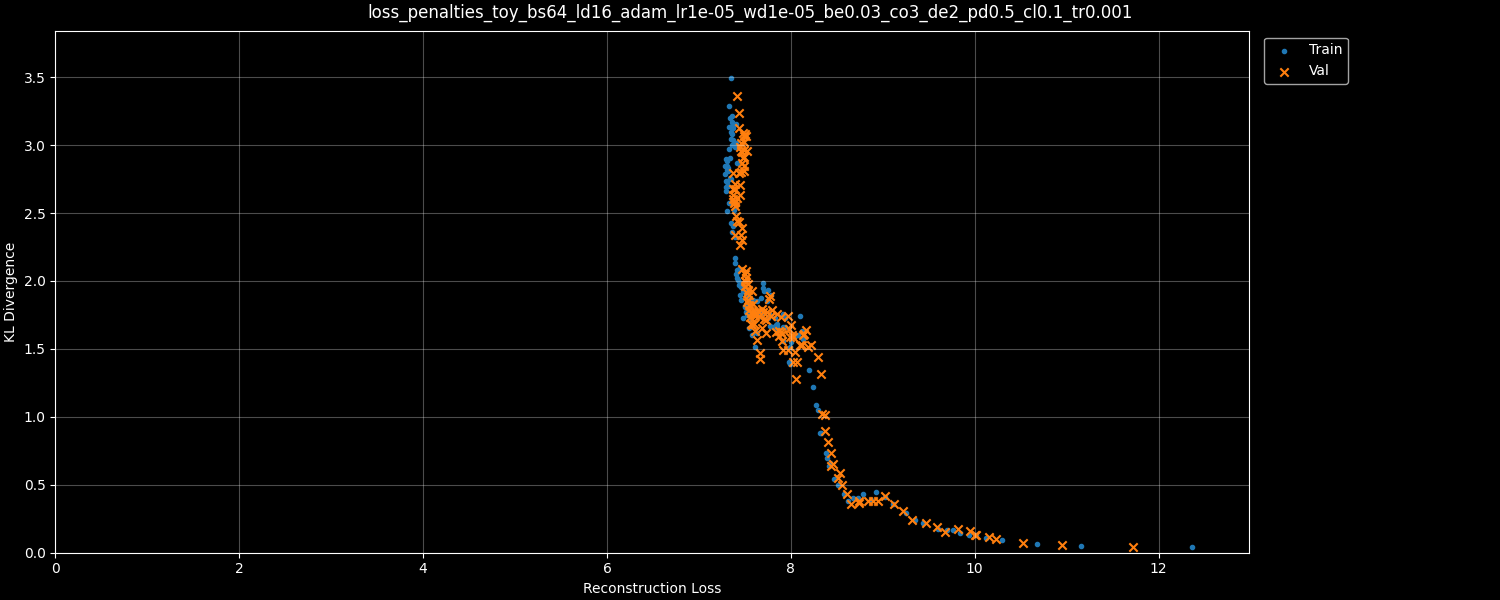 loss_penalties_toy_bs64_ld16_adam_lr1e-05_wd1e-05_be0.03_co3_de2_pd0.5_cl0.1_tr0.001
Train
Val
KL Divergence
3.5
3.0
2.5
2.0
1.5
1.0
0.5
0.0
0 2 4 6 8 10 12
Reconstruction Loss